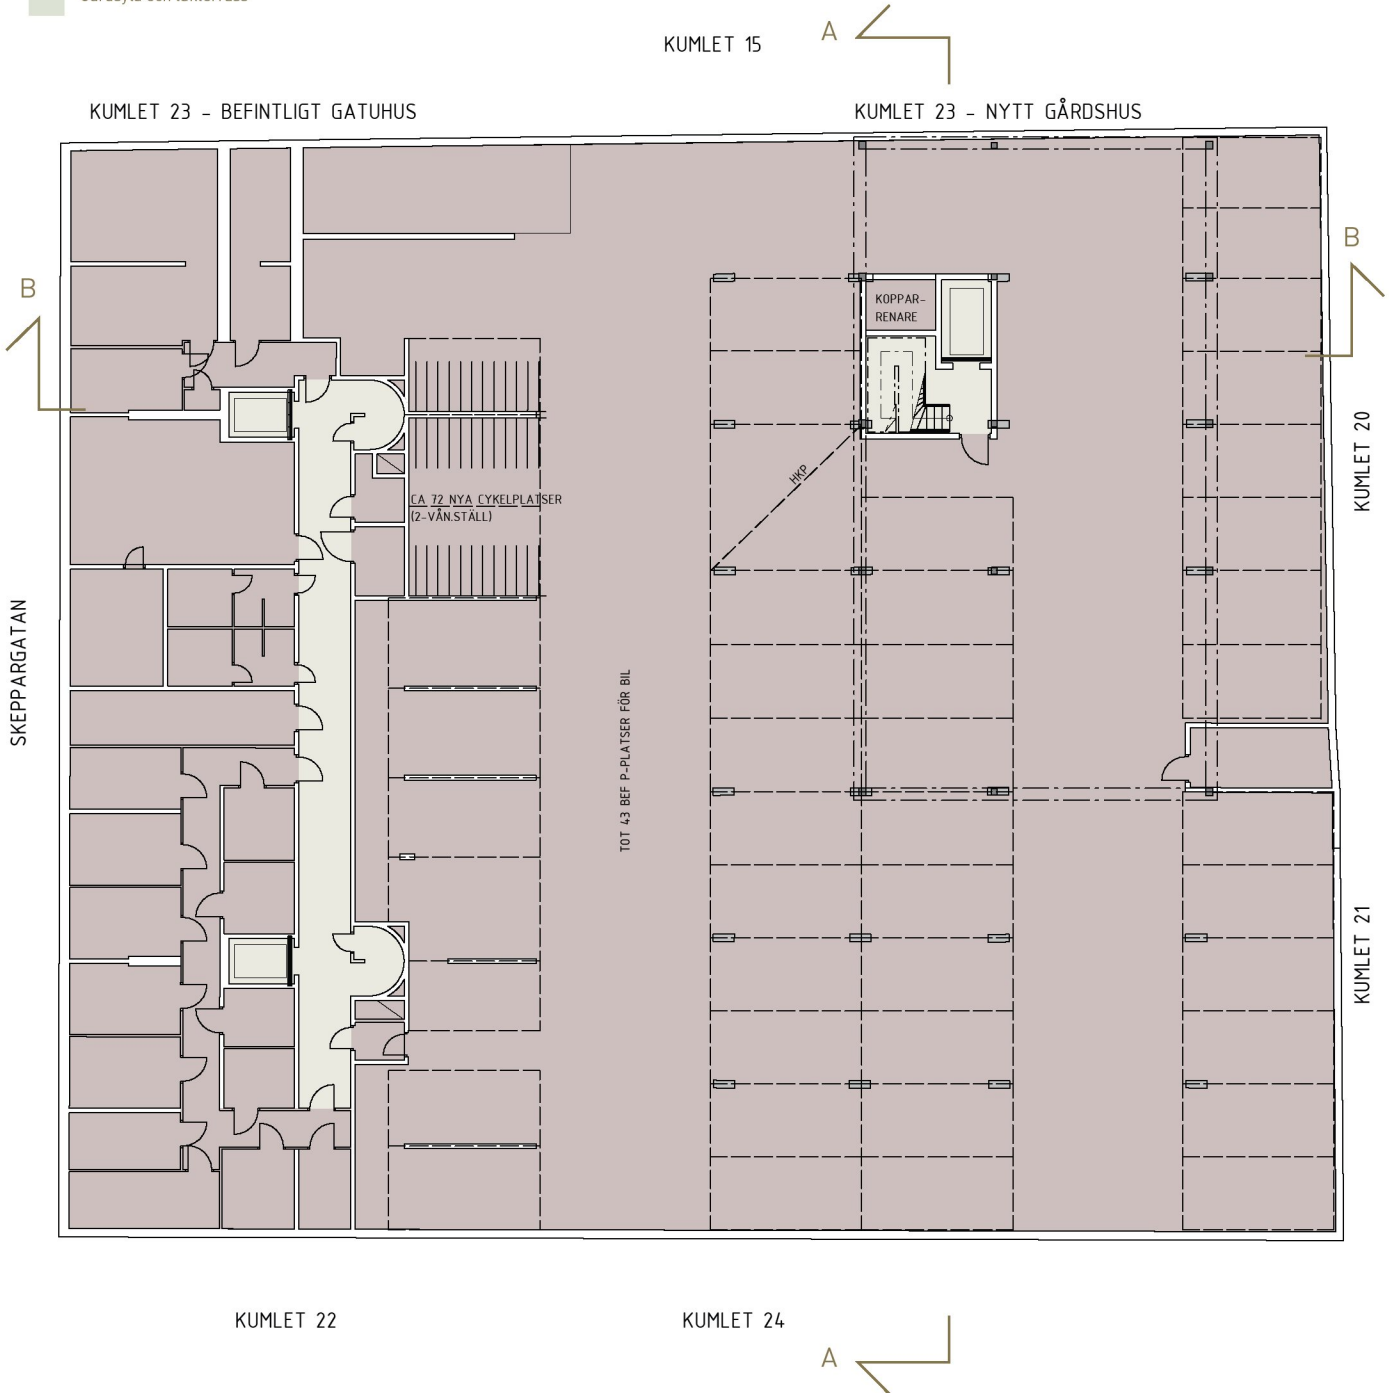 KUMLET 15
A
KUMLET 23 - BEFINTLIGT GATUHUS
KUMLET 23 - NYTT GÅRDSHUS
B
B
KOPPAR-
RENARE
KUMLET 20
HKP
CA 72 NYA CYKELPLATSER
(2-VÅN.STÄLL)
SKEPPARGATAN
TOT 43 BEF P-PLATSER FÖR BIL
KUMLET 21
KUMLET 22
KUMLET 24
A